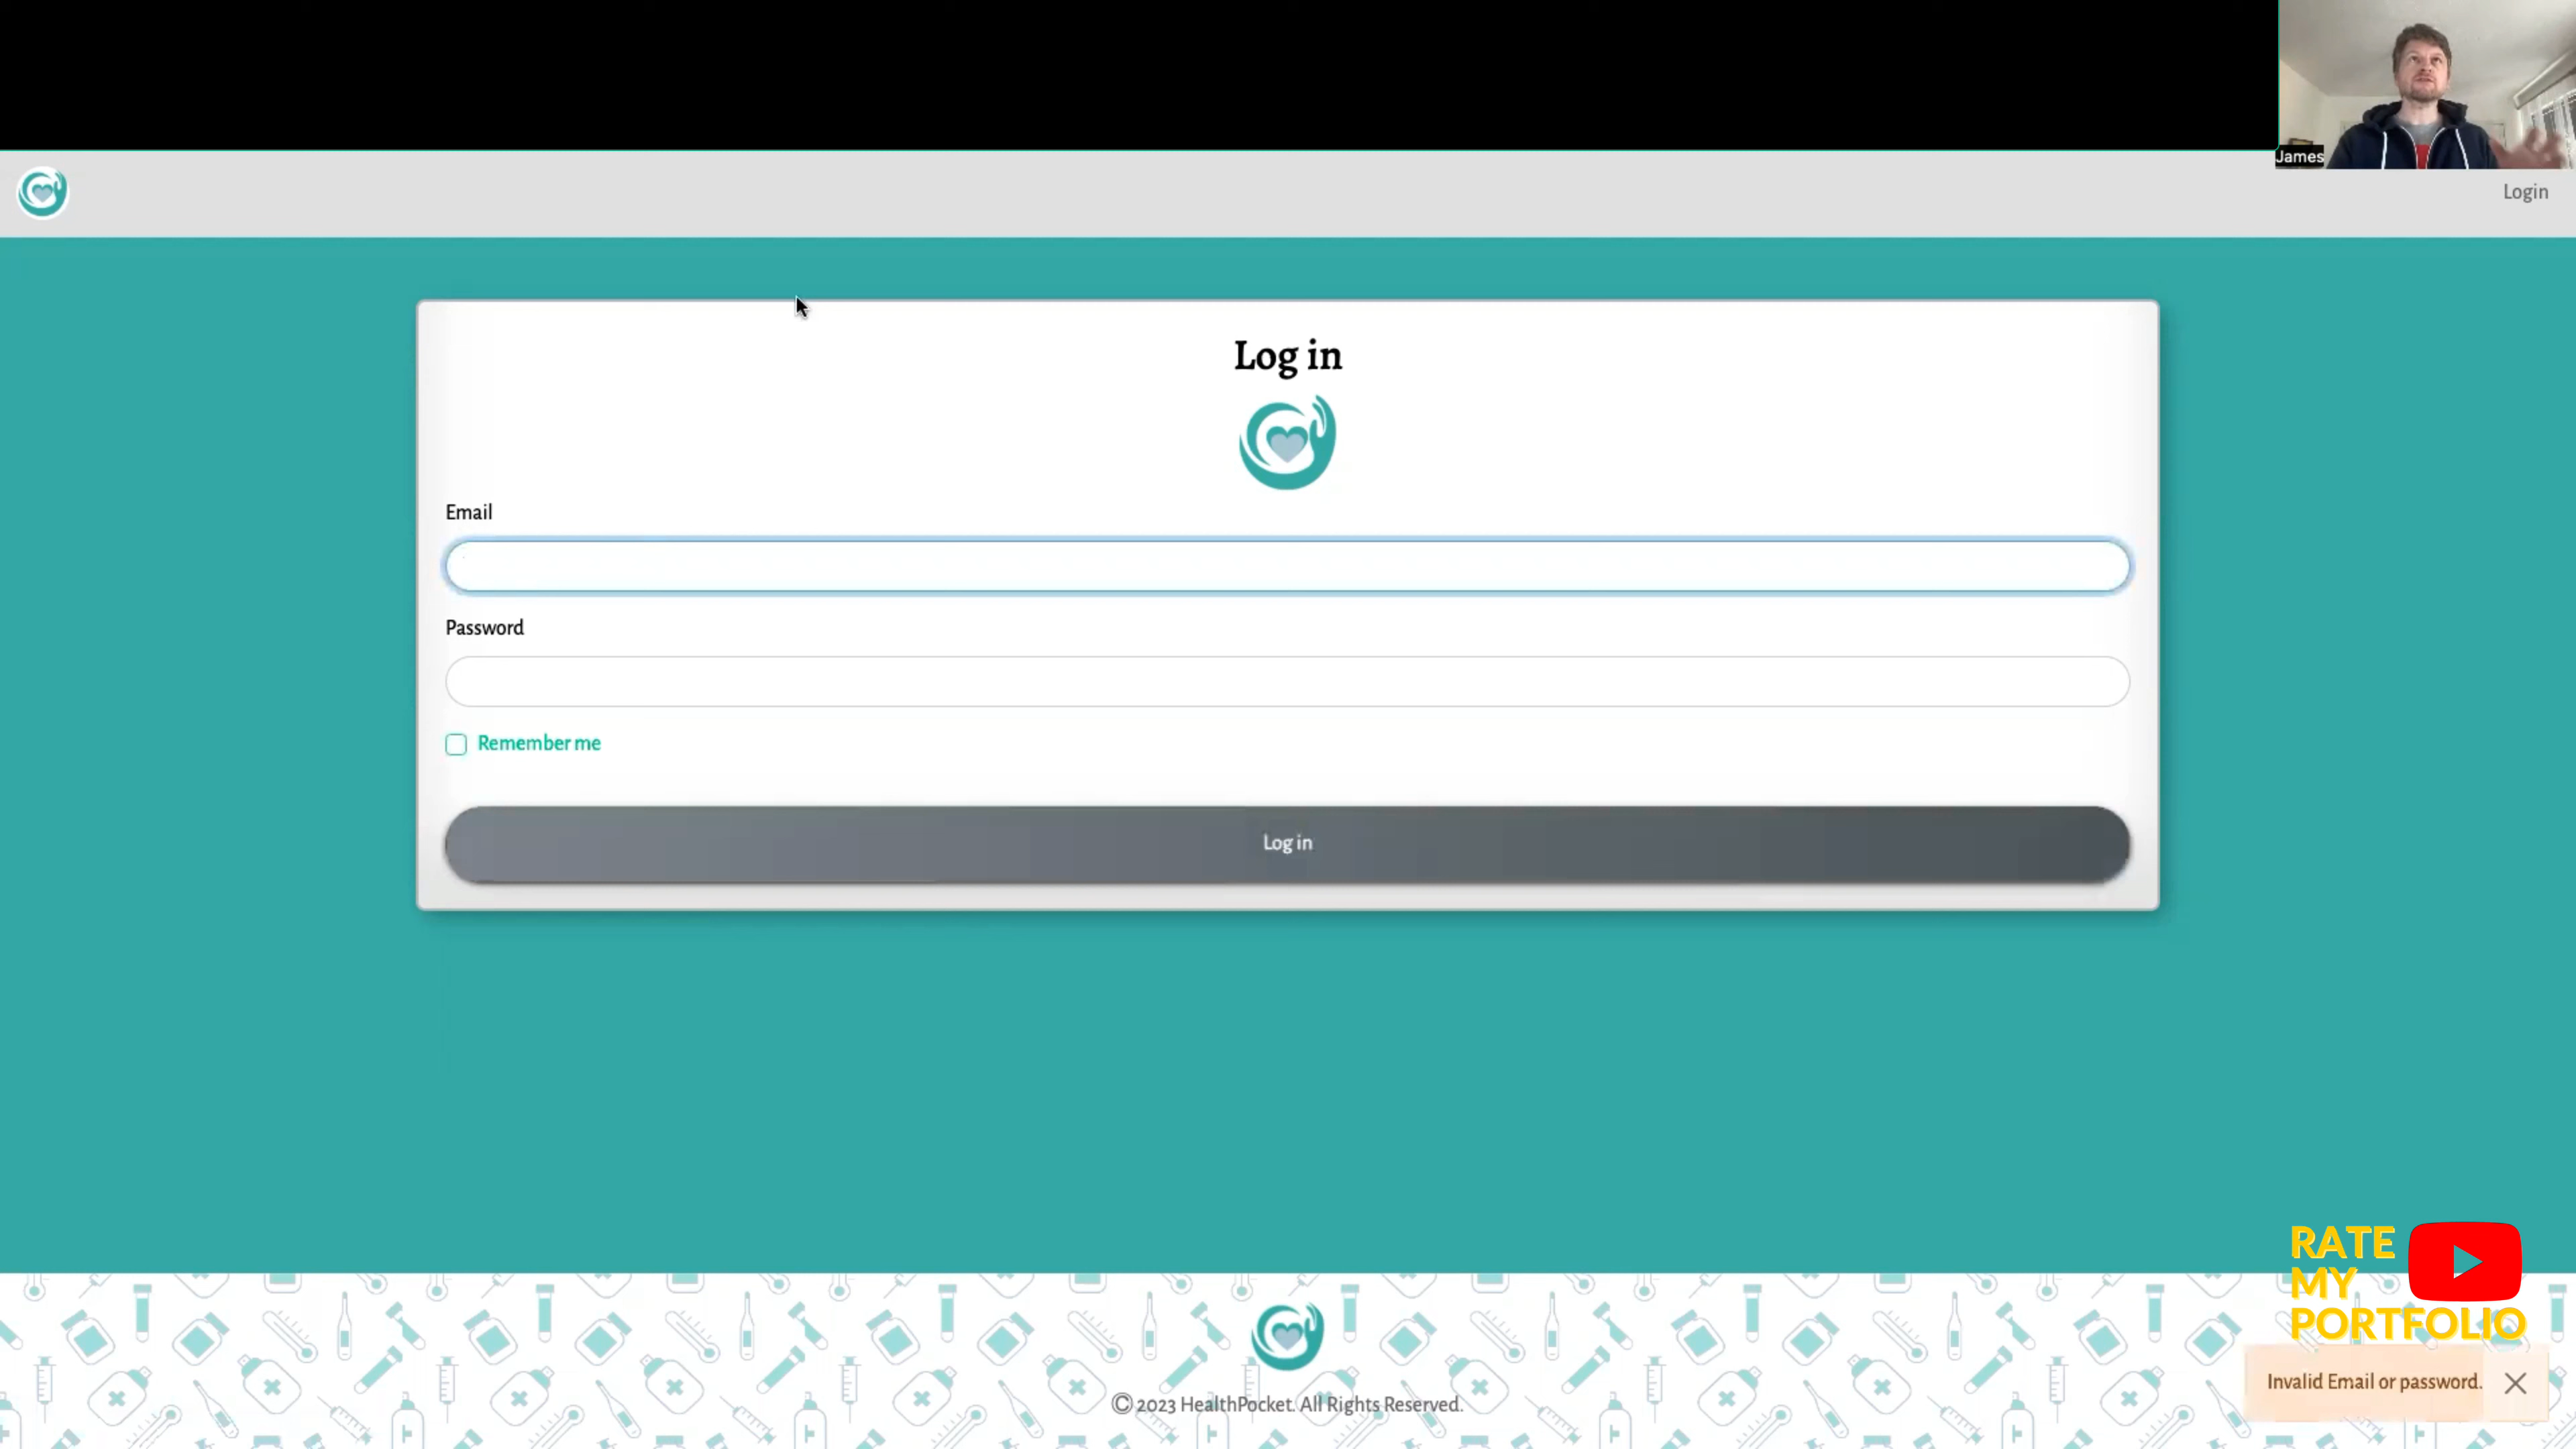 James
Login
Log in
Email
Password
Remember me
Log in
RATE
MY
PORTFOLIO
Invalid Email or password.
© 2023 HealthPocket. All Rights Reserved.